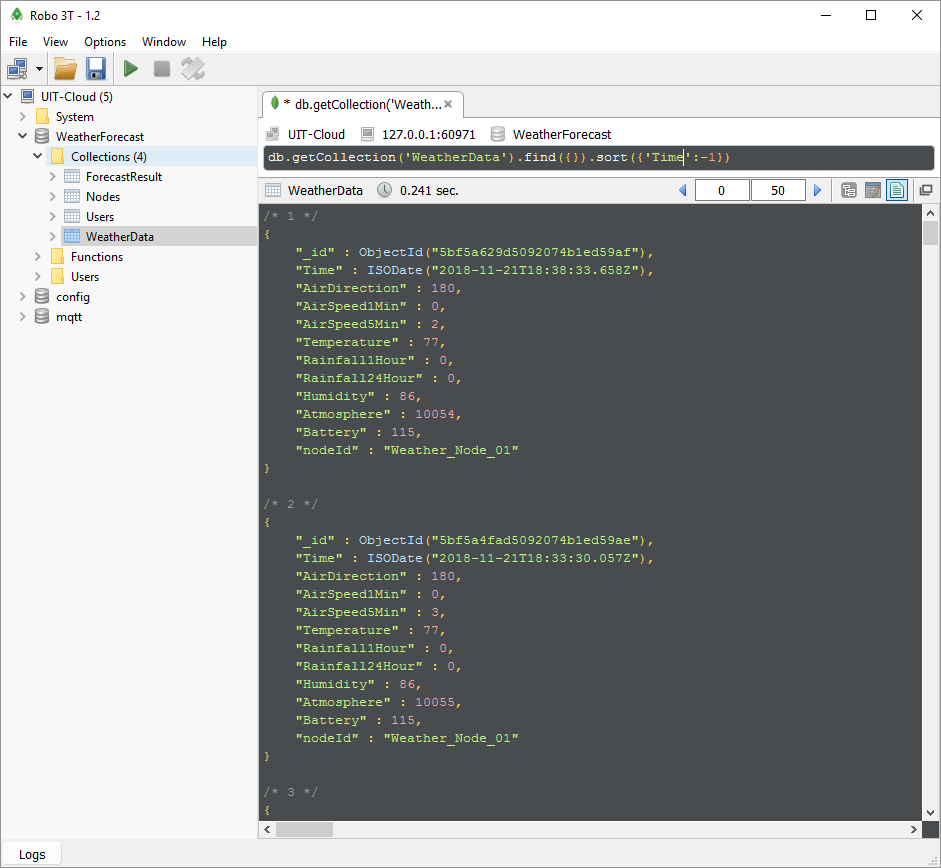 Robo 3T - 1.2
File View Options Window Help
UIT-Cloud (5)
System
WeatherForecast
Collections (4)
ForecastResult
Nodes
Users
WeatherData
Functions
Users
config
mqtt
* db.getCollection('Weath...
UIT-Cloud 127.0.0.1:60971 WeatherForecast
db.getCollection('WeatherData').find({}).sort({'Time':-1})
WeatherData 0.241 sec. 0 50
/* 1 */
{
"_id" : ObjectId("5bf5a629d5092074b1ed59af"),
"Time" : ISODate("2018-11-21T18:38:33.658Z"),
"AirDirection" : 180,
"AirSpeed1Min" : 0,
"AirSpeed5Min" : 2,
"Temperature" : 77,
"Rainfall1Hour" : 0,
"Rainfall24Hour" : 0,
"Humidity" : 86,
"Atmosphere" : 10054,
"Battery" : 115,
"nodeId" : "Weather_Node_01"
}
/* 2 */
{
"_id" : ObjectId("5bf5a4fad5092074b1ed59ae"),
"Time" : ISODate("2018-11-21T18:33:30.057Z"),
"AirDirection" : 180,
"AirSpeed1Min" : 0,
"AirSpeed5Min" : 3,
"Temperature" : 77,
"Rainfall1Hour" : 0,
"Rainfall24Hour" : 0,
"Humidity" : 86,
"Atmosphere" : 10055,
"Battery" : 115,
"nodeId" : "Weather_Node_01"
}
/* 3 */
{
Logs